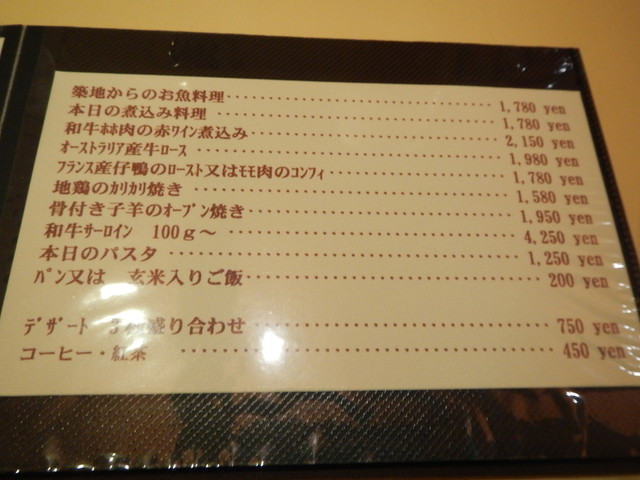 築地からのお魚料理‥‥‥‥‥‥‥‥‥‥‥‥‥‥ 1,780 yen
本日の煮込み料理 ‥‥‥‥‥‥‥‥‥‥‥‥‥‥ 1,780 yen
和牛ホホ肉の赤ワイン煮込み‥‥‥‥‥‥‥‥‥‥‥‥‥ 2,150 yen
オーストラリア産牛ロース ‥‥‥‥‥‥‥‥‥‥‥‥‥‥‥ 1,980 yen
フランス産仔鴨のロースト又はモモ肉のコンフィ‥‥‥‥‥‥‥‥‥ 1,780 yen
地鶏のカリカリ焼き ‥‥‥‥‥‥‥‥‥‥‥‥‥‥‥‥ 1,580 yen
骨付き子羊のオーブン焼き‥‥‥‥‥‥‥‥‥‥‥‥‥‥ 1,950 yen
和牛サーロイン 100g~ ‥‥‥‥‥‥‥‥‥‥‥‥‥‥‥ 4,250 yen
本日のパスタ ‥‥‥‥‥‥‥‥‥‥‥‥‥‥‥‥‥‥ 1,250 yen
パン又は 玄米入りご飯‥‥‥‥‥‥‥‥‥‥‥‥‥‥‥ 200 yen
デザート 盛り合わせ ‥‥‥‥‥‥‥‥‥‥‥‥‥‥‥ 750 yen
コーヒー・紅茶 ‥‥‥‥‥‥‥‥‥‥‥‥‥‥‥‥‥ 450 yen